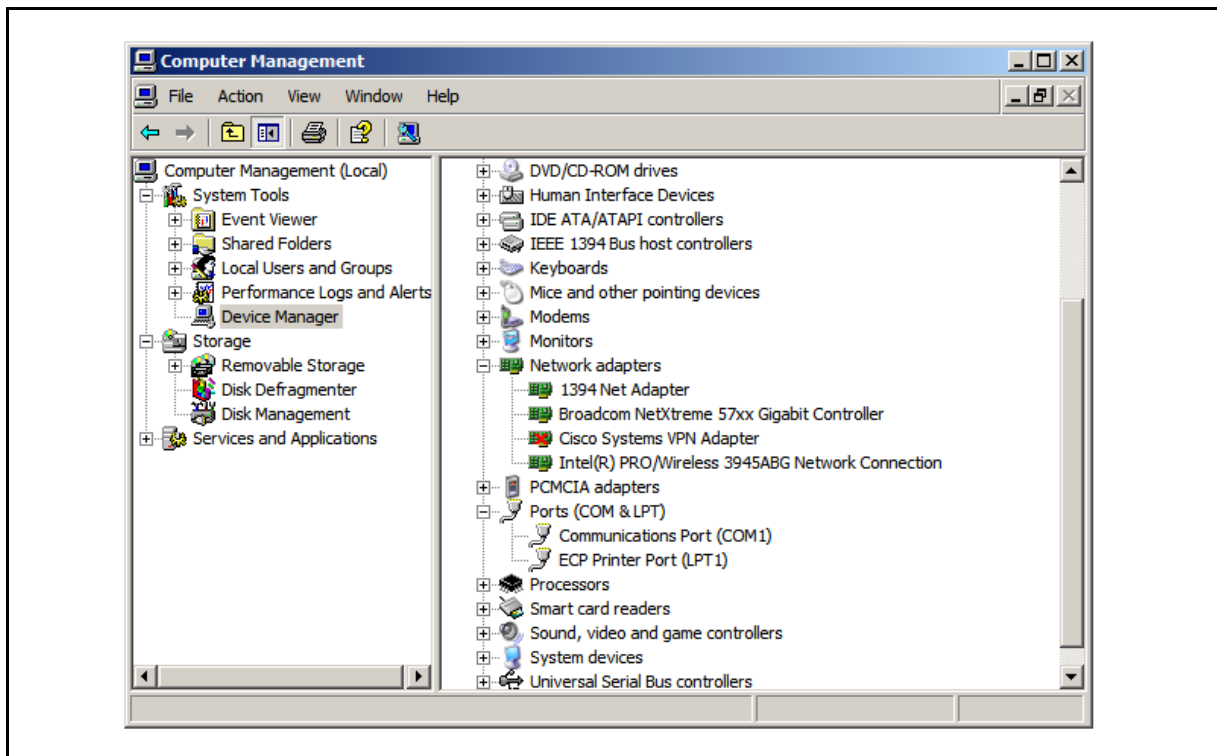 Computer Management
File Action View Window Help
Computer Management (Local)
System Tools
Event Viewer
Shared Folders
Local Users and Groups
Performance Logs and Alerts
Device Manager
Storage
Removable Storage
Disk Defragmenter
Disk Management
Services and Applications
DVD/CD-ROM drives
Human Interface Devices
IDE ATA/ATAPI controllers
IEEE 1394 Bus host controllers
Keyboards
Mice and other pointing devices
Modems
Monitors
Network adapters
1394 Net Adapter
Broadcom NetXtreme 57xx Gigabit Controller
Cisco Systems VPN Adapter
Intel(R) PRO/Wireless 3945ABG Network Connection
PCMCIA adapters
Ports (COM & LPT)
Communications Port (COM1)
ECP Printer Port (LPT1)
Processors
Smart card readers
Sound, video and game controllers
System devices
Universal Serial Bus controllers